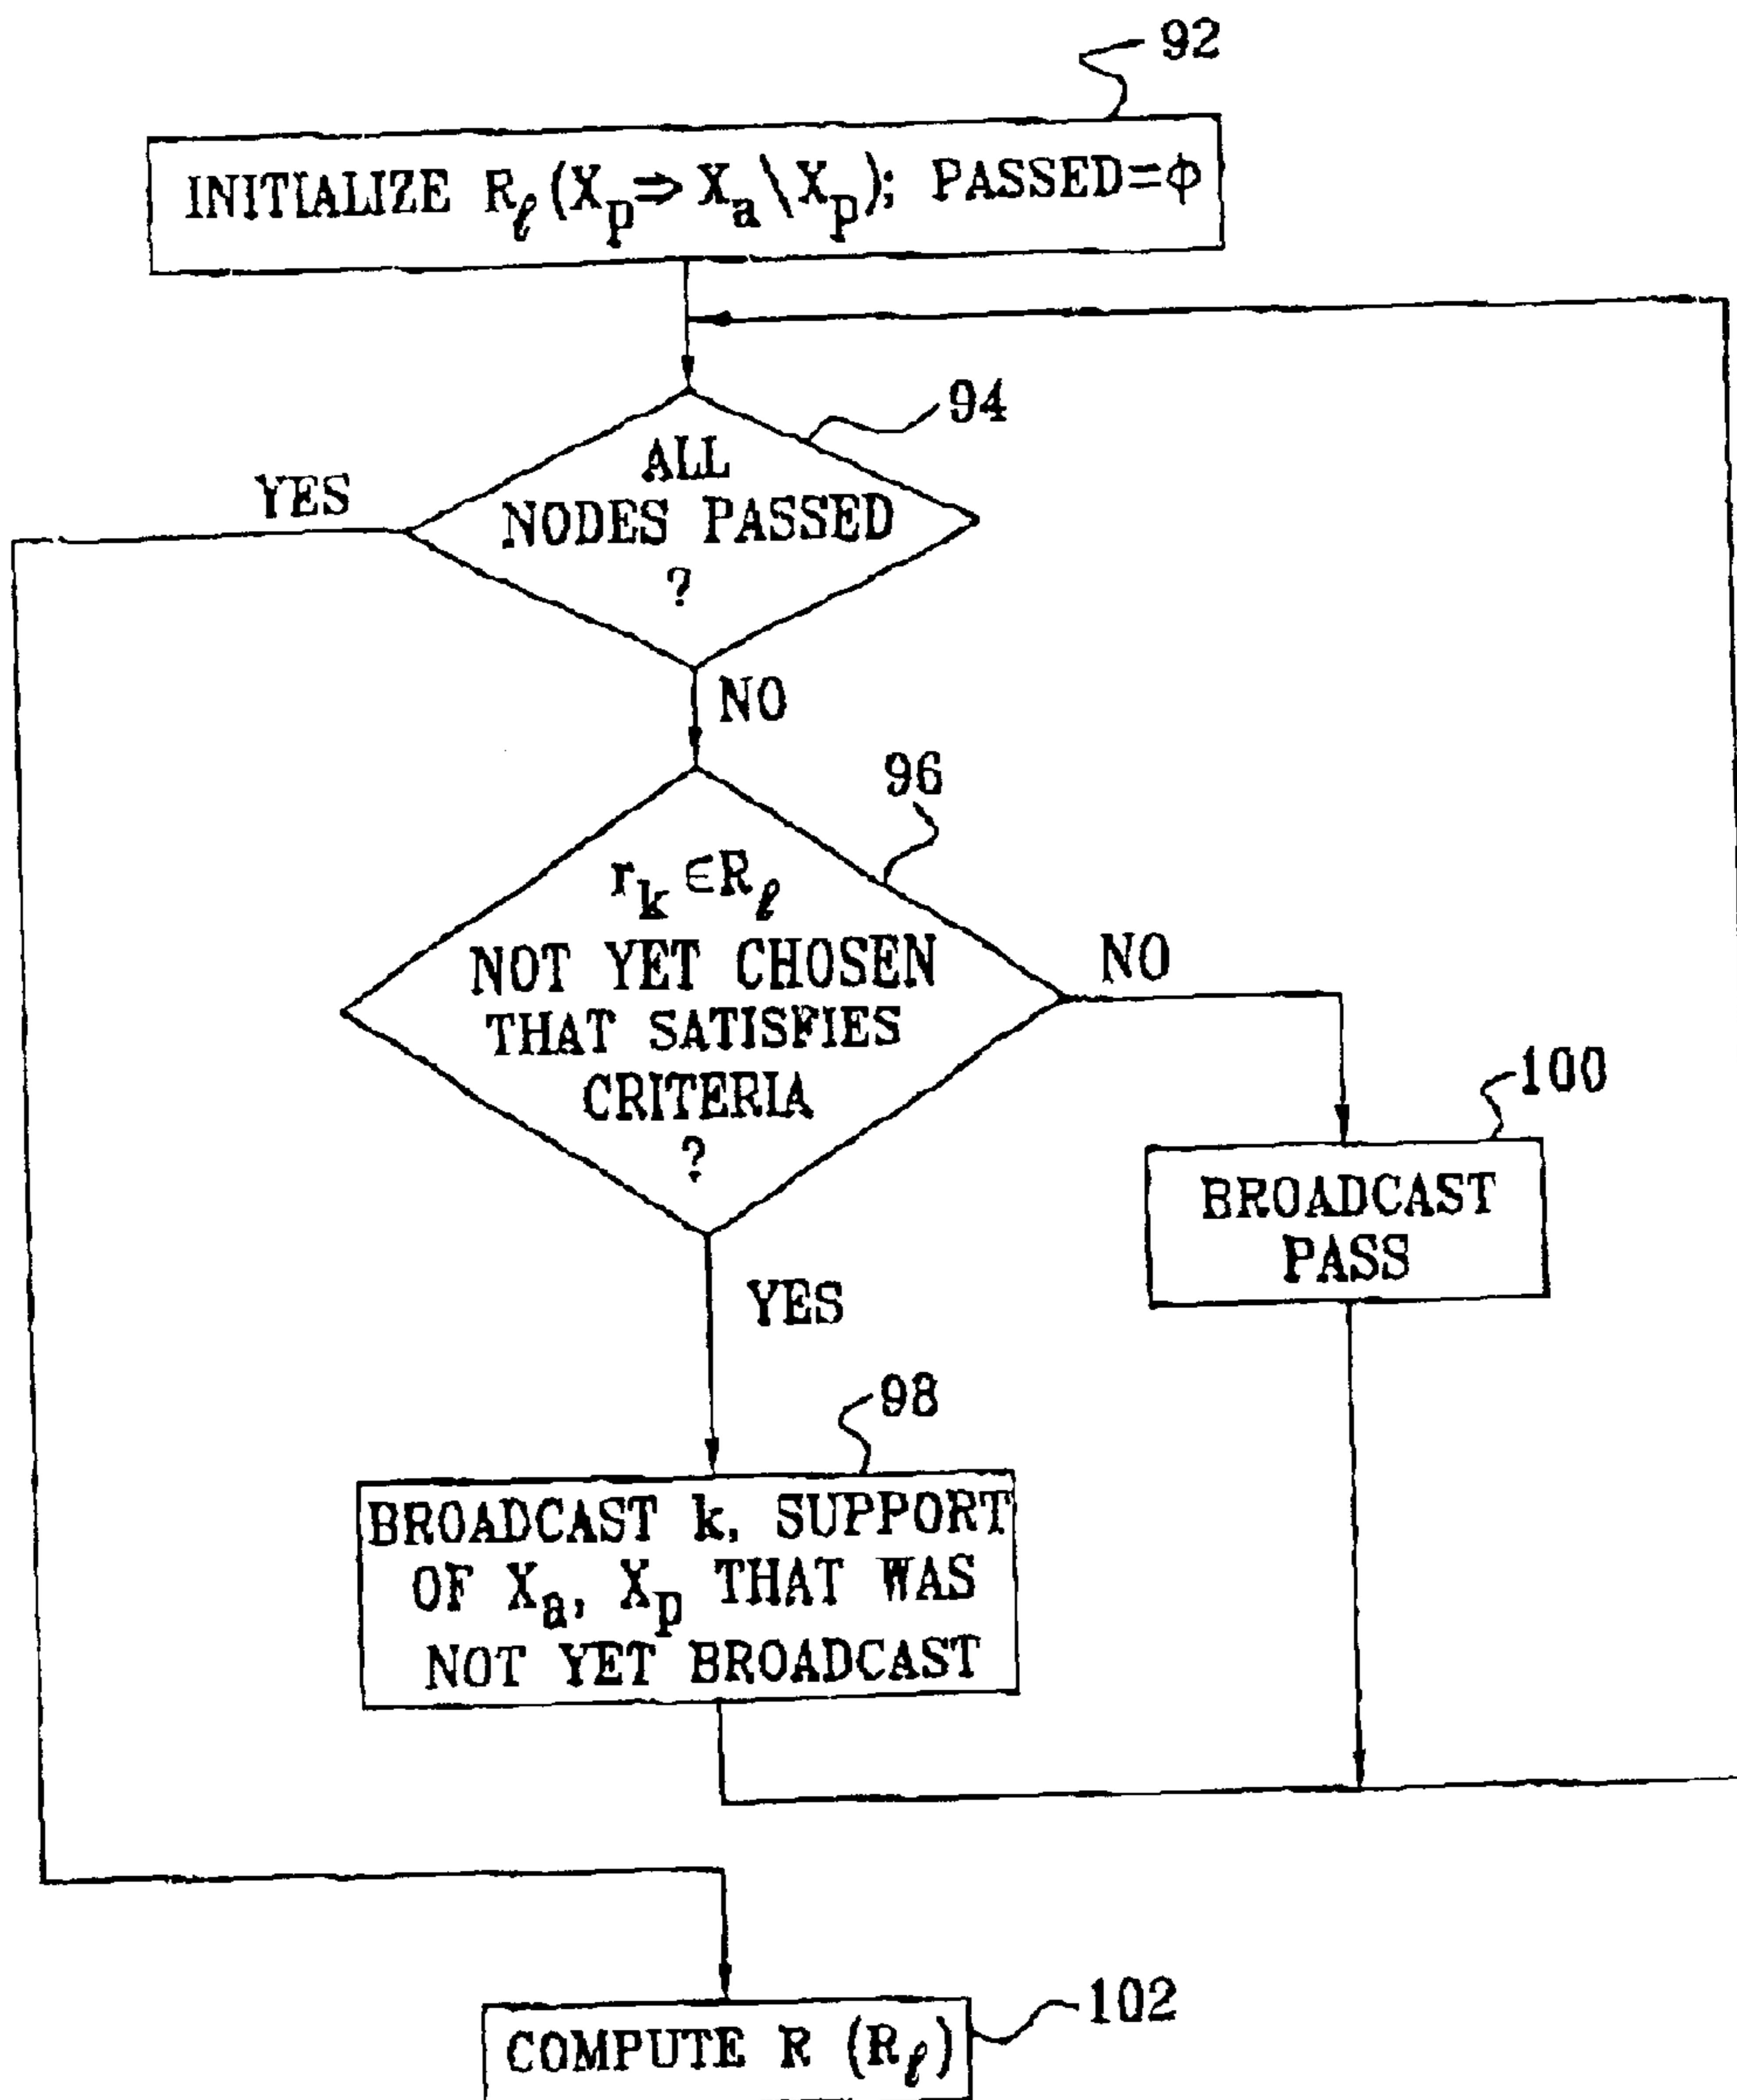 92
INITIALIZE Rℓ(Xp⇒Xa\Xp); PASSED=ϕ
94
ALL
NODES PASSED
?
YES
NO
96
rk∈Rℓ
NOT YET CHOSEN
THAT SATISFIES
CRITERIA
?
NO
100
BROADCAST
PASS
YES
98
BROADCAST k, SUPPORT
OF Xa, Xp THAT WAS
NOT YET BROADCAST
102
COMPUTE R (Rℓ)